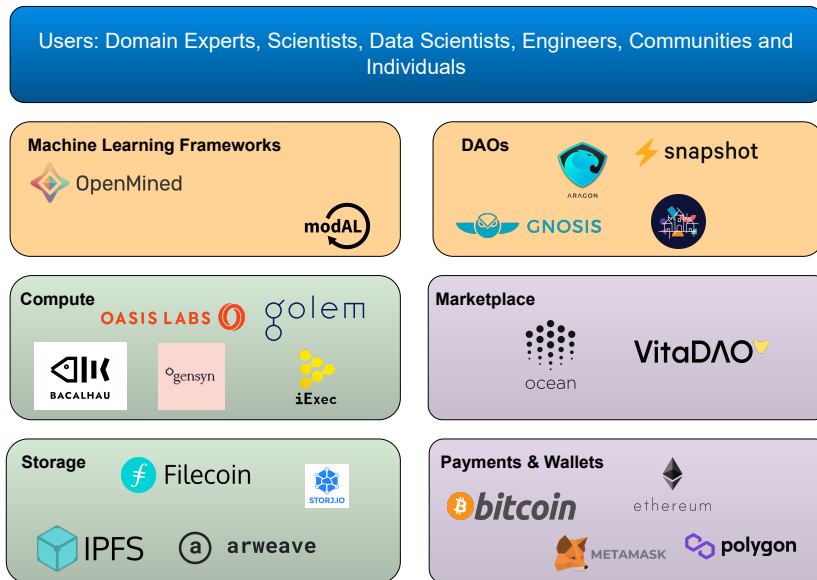 Users: Domain Experts, Scientists, Data Scientists, Engineers, Communities and
Individuals
Machine Learning Frameworks
OpenMined
modAL
DAOs
ARAGON
snapshot
GNOSIS
Compute
OASIS LABS
golem
BACALHAU
gensyn
iExec
Marketplace
ocean
VitaDAO
Storage
Filecoin
STORJ.IO
IPFS
a arweave
Payments & Wallets
bitcoin
ethereum
METAMASK
polygon